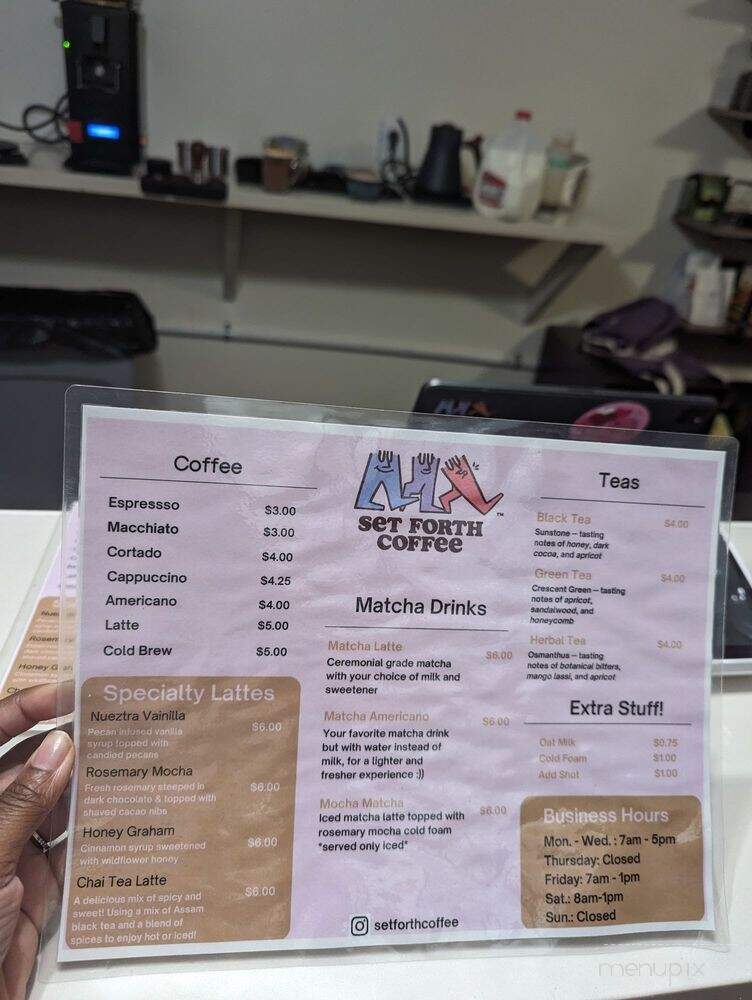 Coffee
Espressso $3.00
Macchiato $3.00
Cortado $4.00
Cappuccino $4.25
Americano $4.00
Latte $5.00
Cold Brew $5.00
Specialty Lattes
Nueztra Vainilla
Pecan infused vanilla $6.00
syrup topped with
candied pecans
Rosemary Mocha
Fresh rosemary steeped in $6.00
dark chocolate & topped with
shaved cacao nibs
Honey Graham
Cinnamon syrup sweetened $6.00
with wildflower honey
Chai Tea Latte
A delicious mix of spicy and $6.00
sweet! Using a mix of Assam
black tea and a blend of
spices to enjoy hot or iced!
SET FORTH
COFFEE
TM
Matcha Drinks
Matcha Latte $6.00
Ceremonial grade matcha
with your choice of milk and
sweetener
Matcha Americano $6.00
Your favorite matcha drink
but with water instead of
milk, for a lighter and
fresher experience :))
Mocha Matcha $6.00
Iced matcha latte topped with
rosemary mocha cold foam
*served only Iced*
setforthcoffee
Teas
Black Tea $4.00
Sunstone – tasting
notes of honey, dark
cocoa, and apricot
Green Tea $4.00
Crescent Green – tasting
notes of apricot,
sandalwood, and
honeycomb
Herbal Tea $4.00
Osmanthus – tasting
notes of botanical bitters,
mango lassi, and apricot
Extra Stuff!
Oat Milk $0.75
Cold Foam $1.00
Add Shot $1.00
Business Hours
Mon. - Wed. : 7am - 5pm
Thursday: Closed
Friday: 7am - 1pm
Sat.: 8am-1pm
Sun.: Closed
menupix